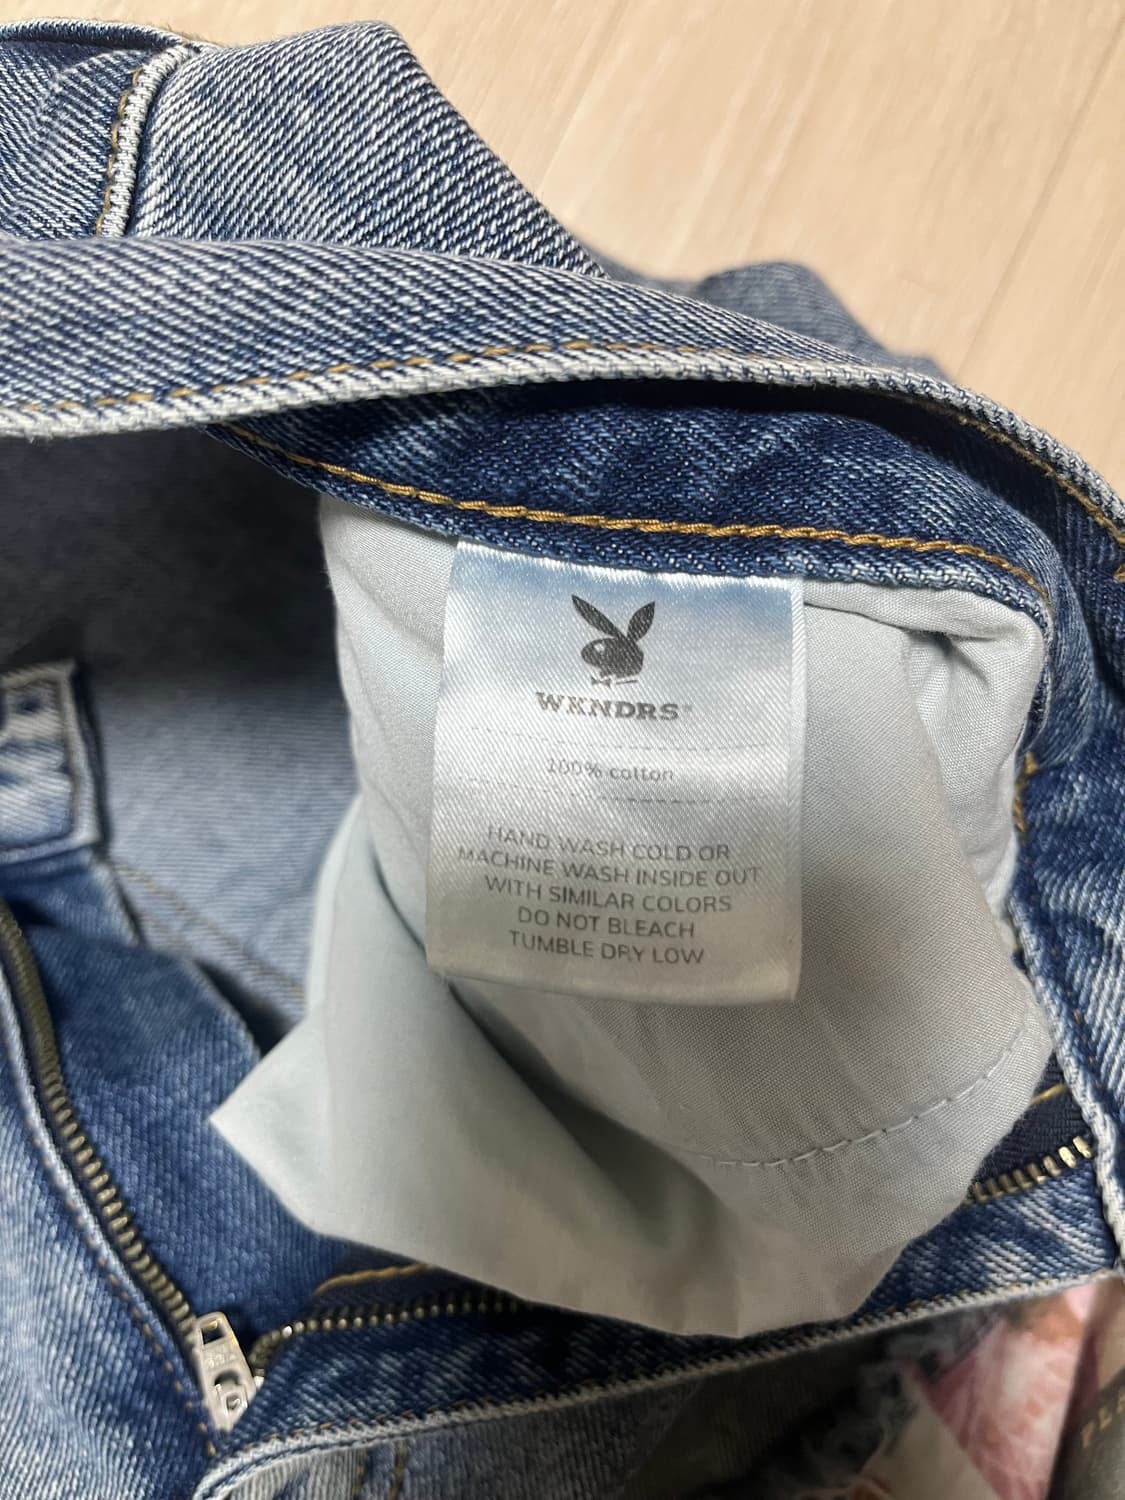 WKNDRS®
100% cotton
HAND WASH COLD OR
MACHINE WASH INSIDE OUT
WITH SIMILAR COLORS
DO NOT BLEACH
TUMBLE DRY LOW